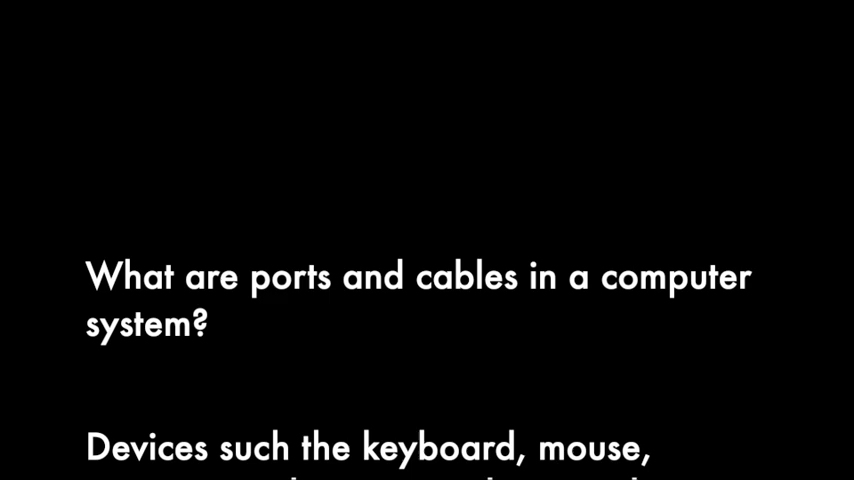 What are ports and cables in a computer
system?
Devices such the keyboard, mouse,